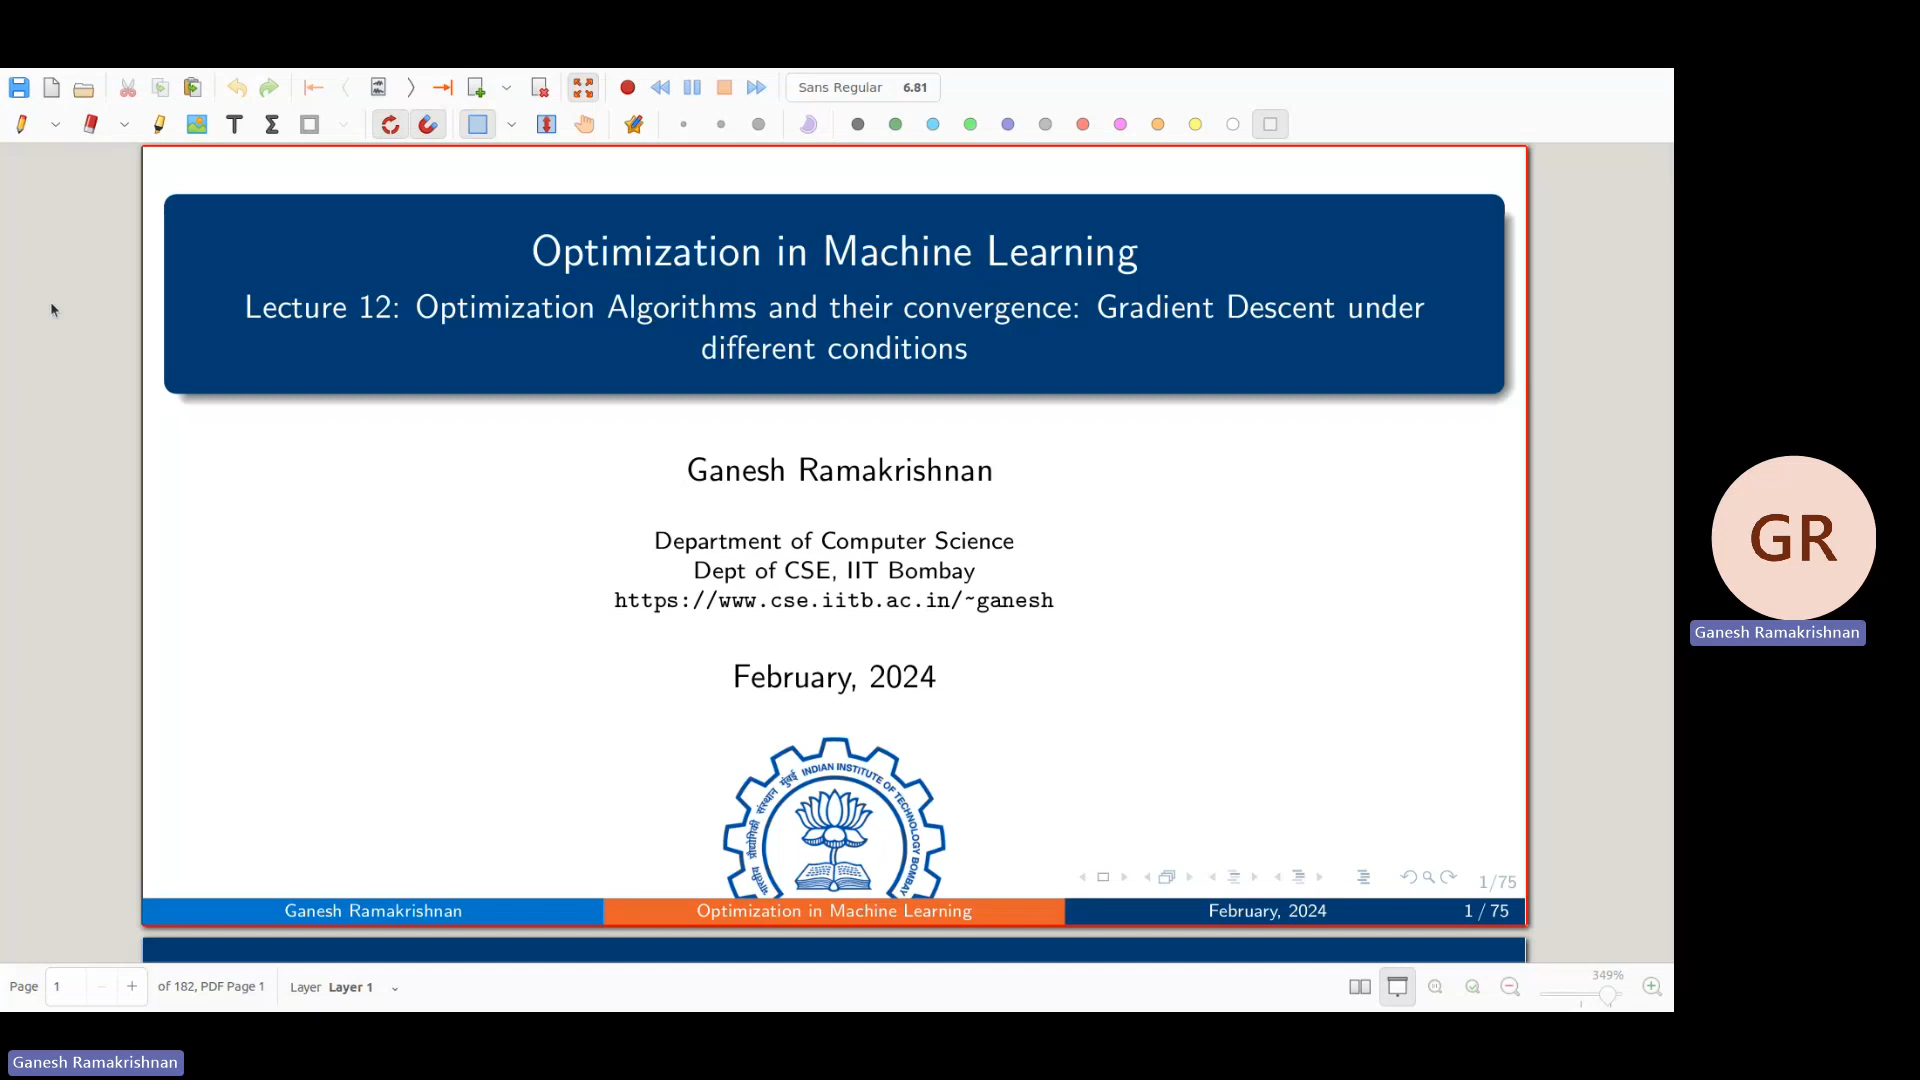 Sans Regular 6.81
Optimization in Machine Learning
Lecture 12: Optimization Algorithms and their convergence: Gradient Descent under
different conditions
Ganesh Ramakrishnan
Department of Computer Science
Dept of CSE, IIT Bombay
https://www.cse.iitb.ac.in/~ganesh
February, 2024
INDIAN INSTITUTE OF TECHNOLOGY BOMBAY
1/75
Ganesh Ramakrishnan Optimization in Machine Learning February, 2024 1 / 75
Page 1 of 182, PDF Page 1 Layer Layer 1 349%
GR
Ganesh Ramakrishnan
Ganesh Ramakrishnan